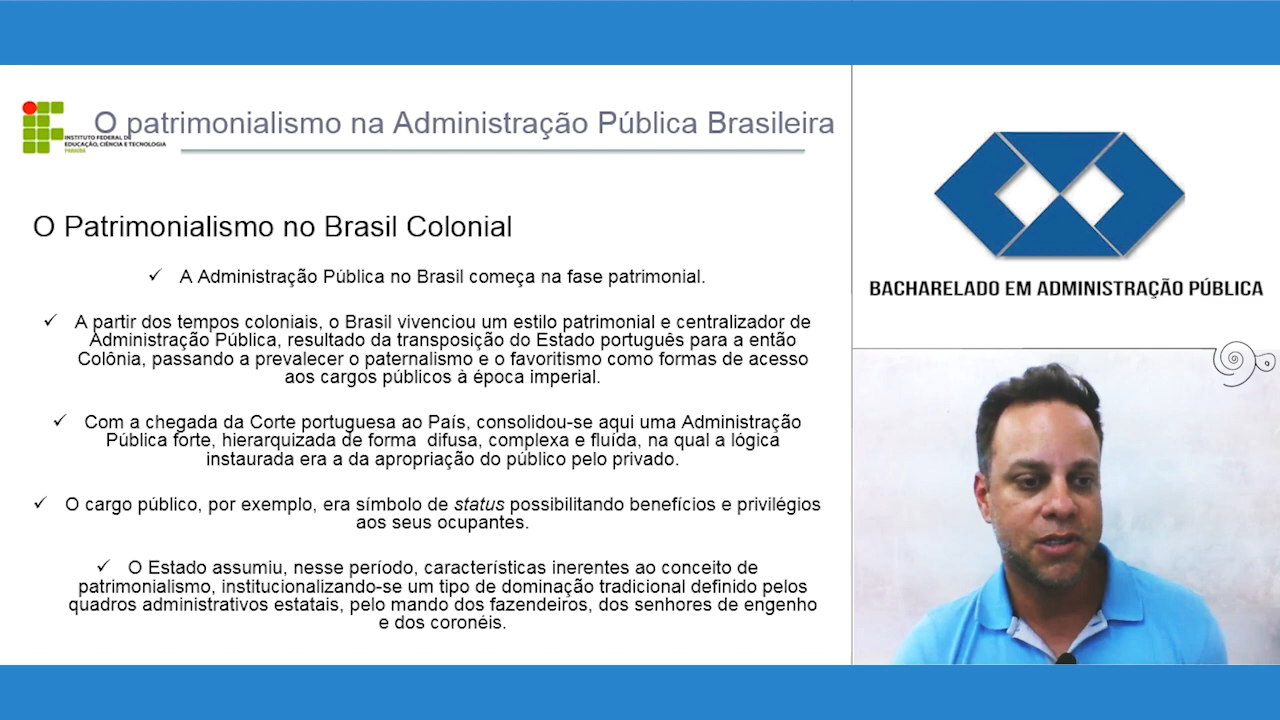 O patrimonialismo na Administração Pública Brasileira
INSTITUTO FEDERAL DE
EDUCAÇÃO, CIÊNCIA E TECNOLOGIA
PARAÍBA
O Patrimonialismo no Brasil Colonial
✓ A Administração Pública no Brasil começa na fase patrimonial.
✓ A partir dos tempos coloniais, o Brasil vivenciou um estilo patrimonial e centralizador de
Administração Pública, resultado da transposição do Estado português para a então
Colônia, passando a prevalecer o paternalismo e o favoritismo como formas de acesso
aos cargos públicos à época imperial.
✓ Com a chegada da Corte portuguesa ao País, consolidou-se aqui uma Administração
Pública forte, hierarquizada de forma difusa, complexa e fluída, na qual a lógica
instaurada era a da apropriação do público pelo privado.
✓ O cargo público, por exemplo, era símbolo de status possibilitando benefícios e privilégios
aos seus ocupantes.
✓ O Estado assumiu, nesse período, características inerentes ao conceito de
patrimonialismo, institucionalizando-se um tipo de dominação tradicional definido pelos
quadros administrativos estatais, pelo mando dos fazendeiros, dos senhores de engenho
e dos coronéis.
BACHARELADO EM ADMINISTRAÇÃO PÚBLICA